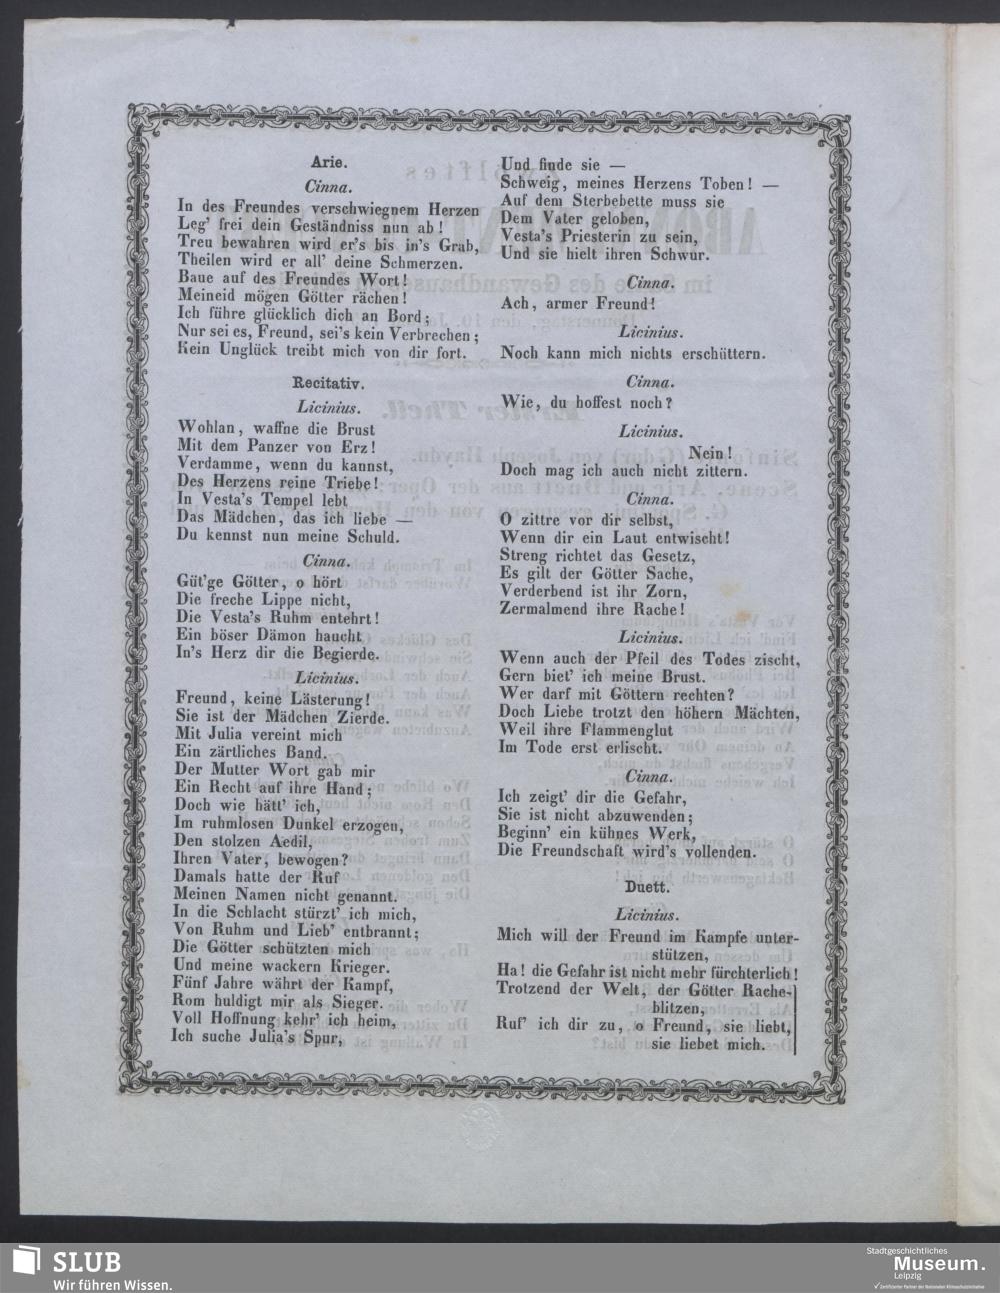 Arie.
Cinna.
In des Freundes verschwiegnem Herzen
Leg' frei dein Geständniss nun ab!
Treu bewahren wird er's bis in's Grab,
Theilen wird er all' deine Schmerzen.
Baue auf des Freundes Wort!
Meineid mögen Götter rächen!
Ich führe glücklich dich an Bord;
Nur sei es, Freund, sei's kein Verbrechen;
Kein Unglück treibt mich von dir fort.
Recitativ.
Licinius.
Wohlan, waffne die Brust
Mit dem Panzer von Erz!
Verdamme, wenn du kannst,
Des Herzens reine Triebe!
In Vesta's Tempel lebt
Das Mädchen, das ich liebe —
Du kennst nun meine Schuld.
Cinna.
Güt'ge Götter, o hört
Die freche Lippe nicht,
Die Vesta's Ruhm entehrt!
Ein böser Dämon haucht
In's Herz dir die Begierde.
Licinius.
Freund, keine Lästerung!
Sie ist der Mädchen Zierde.
Mit Julia vereint mich
Ein zärtliches Band.
Der Mutter Wort gab mir
Ein Recht auf ihre Hand;
Doch wie hätt' ich,
Im ruhmlosen Dunkel erzogen,
Den stolzen Aedil,
Ihren Vater, bewogen?
Damals hatte der Ruf
Meinen Namen nicht genannt.
In die Schlacht stürzt' ich mich,
Von Ruhm und Lieb' entbrannt;
Die Götter schützten mich
Und meine wackern Krieger.
Fünf Jahre währt der Kampf,
Rom huldigt mir als Sieger.
Voll Hoffnung kehr' ich heim,
Ich suche Julia's Spur,
Und finde sie —
Schweig, meines Herzens Toben! —
Auf dem Sterbebette muss sie
Dem Vater geloben,
Vesta's Priesterin zu sein,
Und sie hielt ihren Schwur.
Cinna.
Ach, armer Freund!
Licinius.
Noch kann mich nichts erschüttern.
Cinna.
Wie, du hoffest noch?
Licinius.
Nein!
Doch mag ich auch nicht zittern.
Cinna.
O zittre vor dir selbst,
Wenn dir ein Laut entwischt!
Streng richtet das Gesetz,
Es gilt der Götter Sache,
Verderbend ist ihr Zorn,
Zermalmend ihre Rache!
Licinius.
Wenn auch der Pfeil des Todes zischt,
Gern biet' ich meine Brust.
Wer darf mit Göttern rechten?
Doch Liebe trotzt den höhern Mächten,
Weil ihre Flammenglut
Im Tode erst erlischt.
Cinna.
Ich zeigt' dir die Gefahr,
Sie ist nicht abzuwenden;
Beginn' ein kühnes Werk,
Die Freundschaft wird's vollenden.
Duett.
Licinius.
Mich will der Freund im Kampfe unter-
stützen,
Ha! die Gefahr ist nicht mehr fürchterlich!
Trotzend der Welt, der Götter Rache-
blitzen,
Ruf' ich dir zu, o Freund, sie liebt,
sie liebet mich.
SLUB
Wir führen Wissen.
Stadtgeschichtliches
Museum.
Leipzig